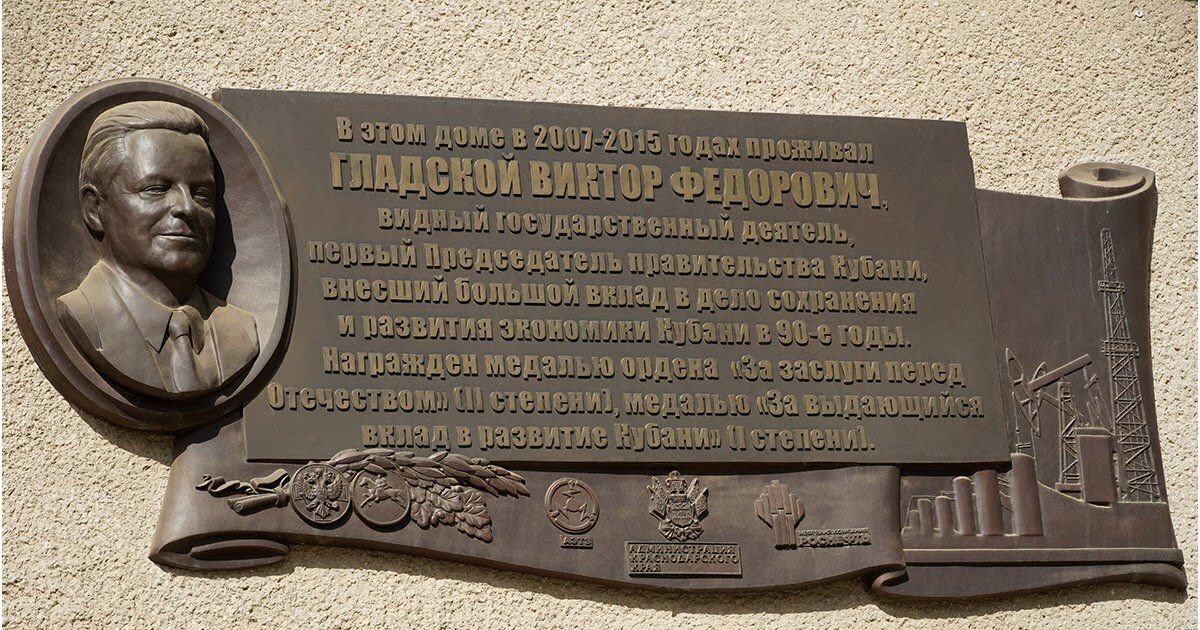 В этом доме в 2007-2015 годах проживал
ГЛАДСКОЙ ВИКТОР ФЕДОРОВИЧ,
видный государственный деятель,
первый Председатель правительства Кубани,
внесший большой вклад в дело сохранения
и развития экономики Кубани в 90-е годы.
Награжден медалью ордена «За заслуги перед
Отечеством» (II степени), медалью «За выдающийся
вклад в развитие Кубани» (I степени).
АДМИНИСТРАЦИЯ
КРАСНОДАРСКОГО
КРАЯ
КОМПАНИЯ
РОСНЕФТЬ